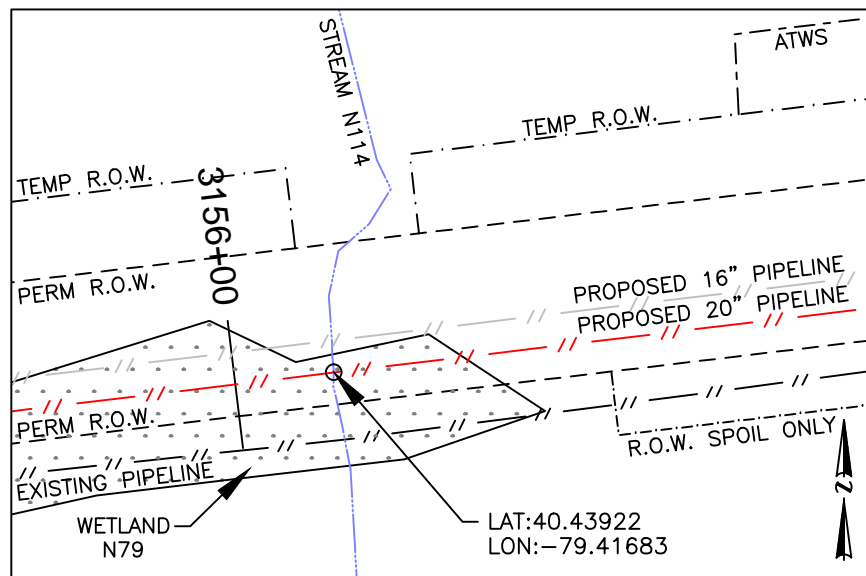 ATWS
STREAM N114
TEMP R.O.W.
TEMP R.O.W.
3156+00
PERM R.O.W.
PROPOSED 16” PIPELINE
PROPOSED 20” PIPELINE
PERM R.O.W.
R.O.W. SPOIL ONLY
EXISTING PIPELINE
WETLAND
N79
LAT:40.43922
LON:−79.41683
N